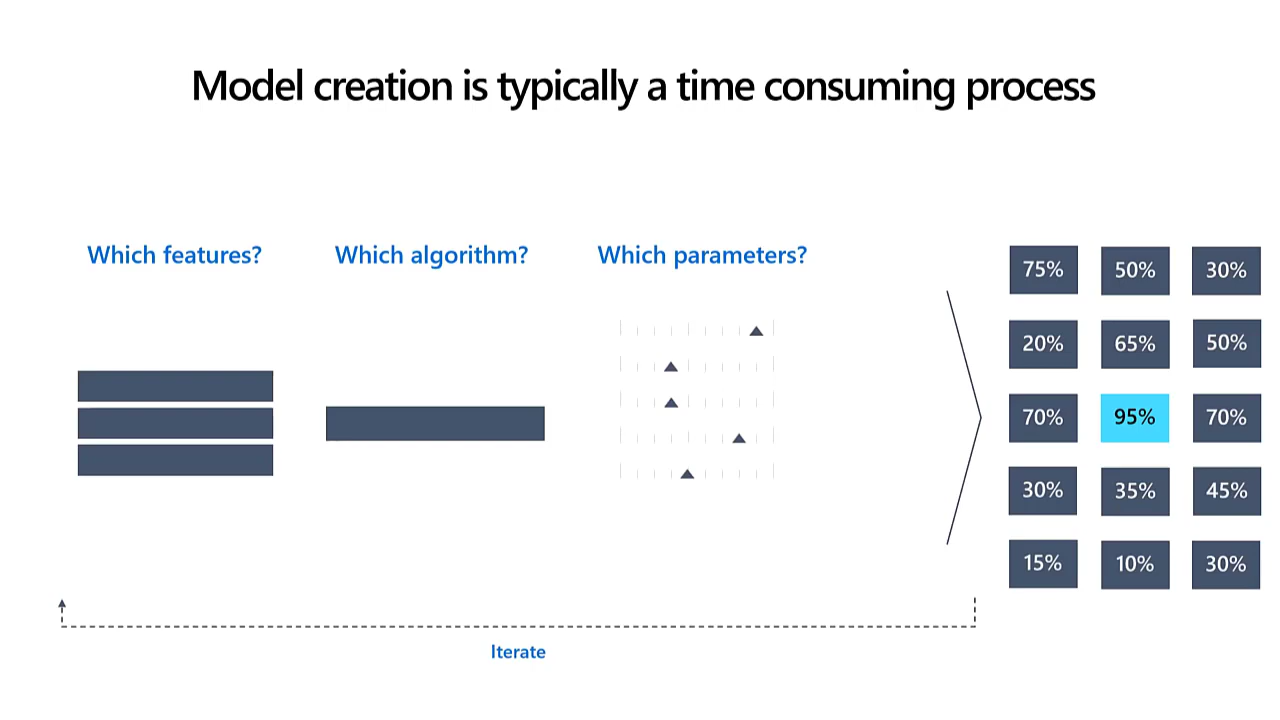 Model creation is typically a time consuming process
Which features?
Which algorithm?
Which parameters?
75% 50% 30%
20% 65% 50%
70% 95% 70%
30% 35% 45%
15% 10% 30%
Iterate